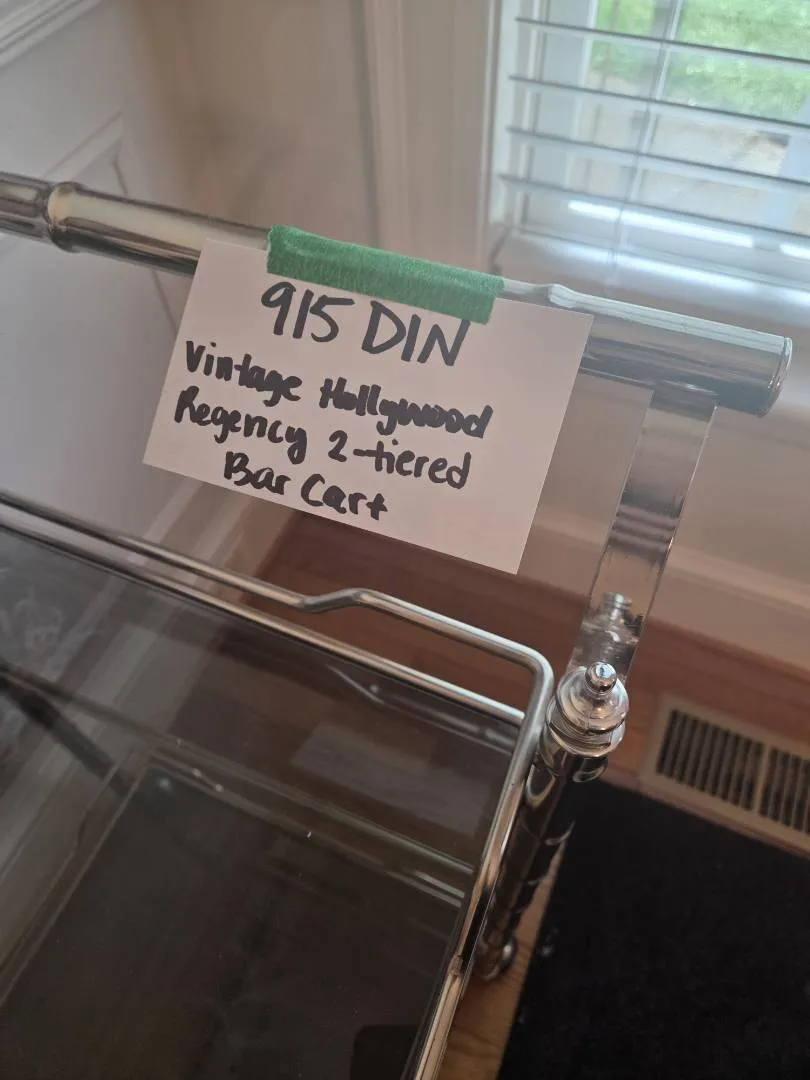 915 DIN
Vintage Hollywood
Regency 2-tiered
Bar Cart